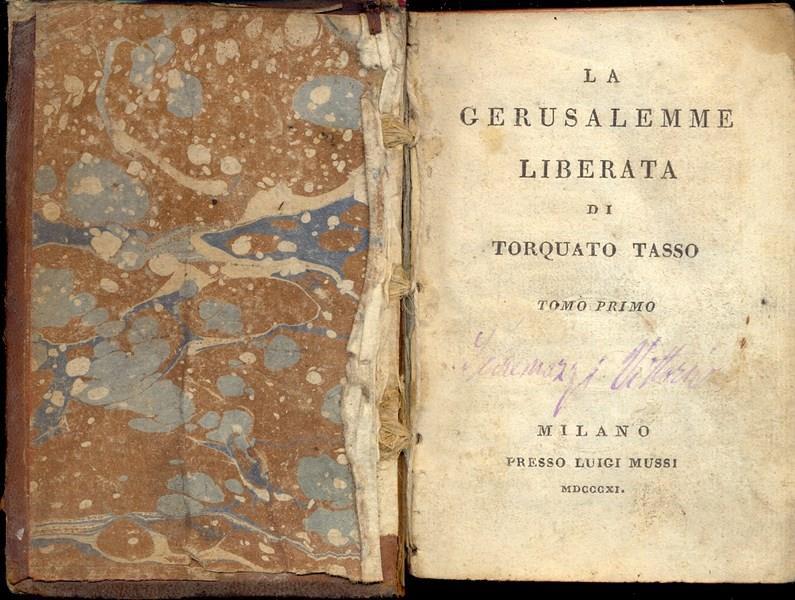 LA
GERUSALEMME
LIBERATA
DI
TORQUATO TASSO
TOMO PRIMO
MILANO
PRESSO LUIGI MUSSI
MDCCCXI.